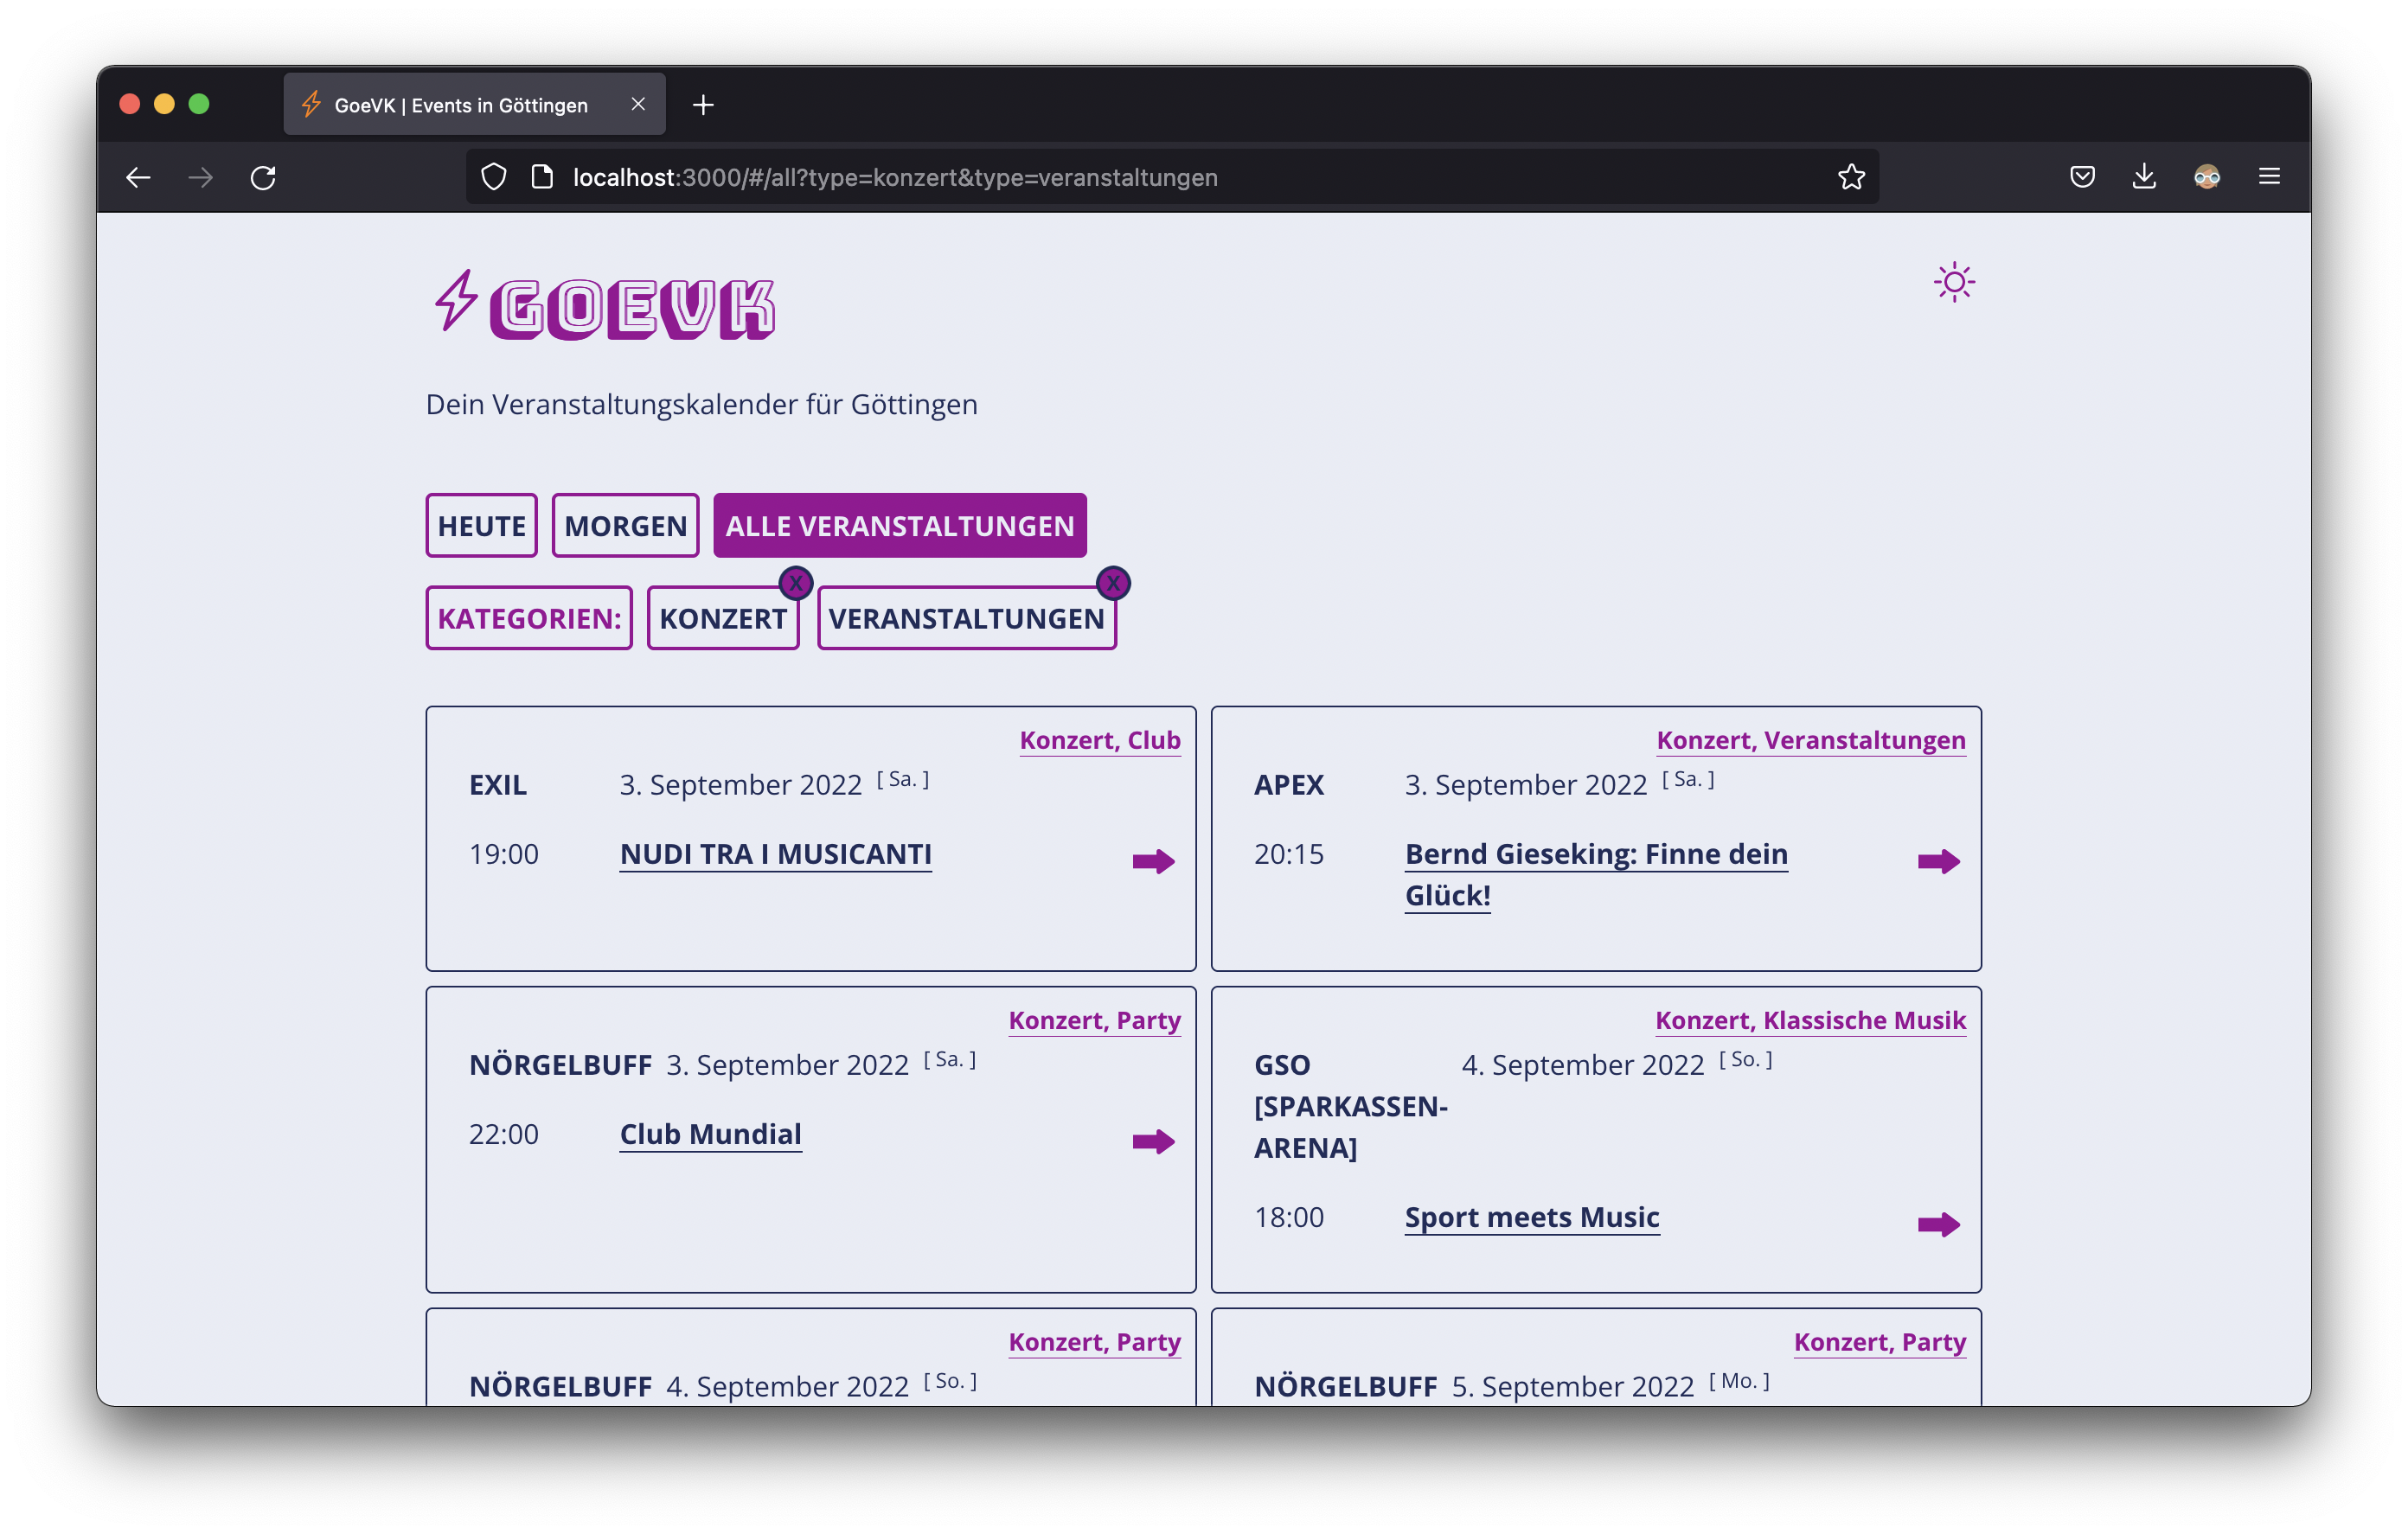 GoeVK | Events in Göttingen
localhost:3000/#/all?type=konzert&type=veranstaltungen
GOEVK
Dein Veranstaltungskalender für Göttingen
HEUTE MORGEN ALLE VERANSTALTUNGEN
KATEGORIEN: KONZERT X VERANSTALTUNGEN X
Konzert, Club
EXIL 3. September 2022 [ Sa. ]
19:00 NUDI TRA I MUSICANTI
Konzert, Veranstaltungen
APEX 3. September 2022 [ Sa. ]
20:15 Bernd Gieseking: Finne dein
Glück!
Konzert, Party
NÖRGELBUFF 3. September 2022 [ Sa. ]
22:00 Club Mundial
Konzert, Klassische Musik
GSO 4. September 2022 [ So. ]
[SPARKASSEN-
ARENA]
18:00 Sport meets Music
Konzert, Party
NÖRGELBUFF 4. September 2022 [ So. ]
Konzert, Party
NÖRGELBUFF 5. September 2022 [ Mo. ]